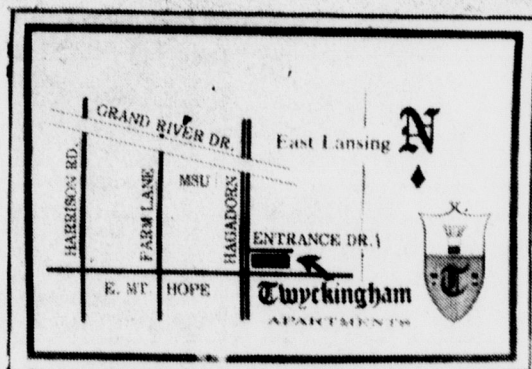 GRAND RIVER DR.
East Lansing N
HARRISON RD.
FARM LANE
MSU
HAGADORN
ENTRANCE DR.
E. MT. HOPE
Twyckingham
APARTMENTS
T